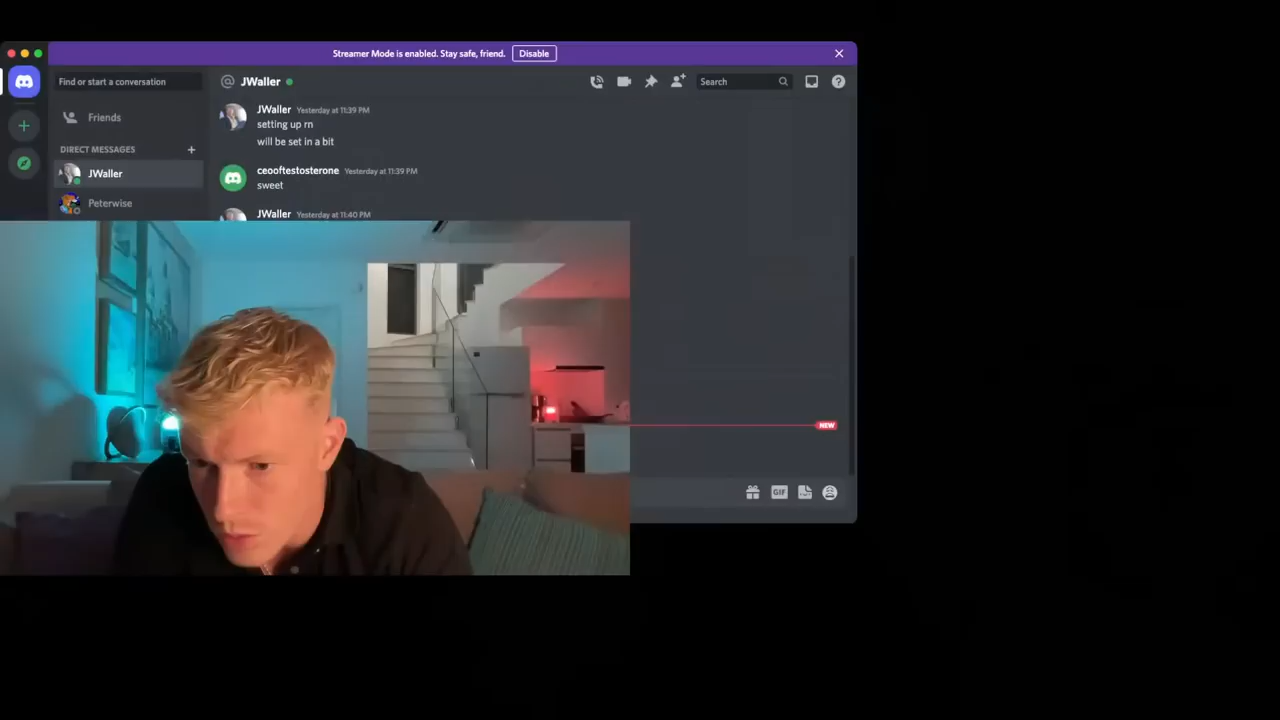 Streamer Mode is enabled. Stay safe, friend. Disable
Find or start a conversation
JWaller
Search
Friends
JWaller Yesterday at 11:39 PM
setting up rn
will be set in a bit
DIRECT MESSAGES
JWaller
ceooftestosterone Yesterday at 11:39 PM
sweet
Peterwise
JWaller Yesterday at 11:40 PM
NEW
GIF